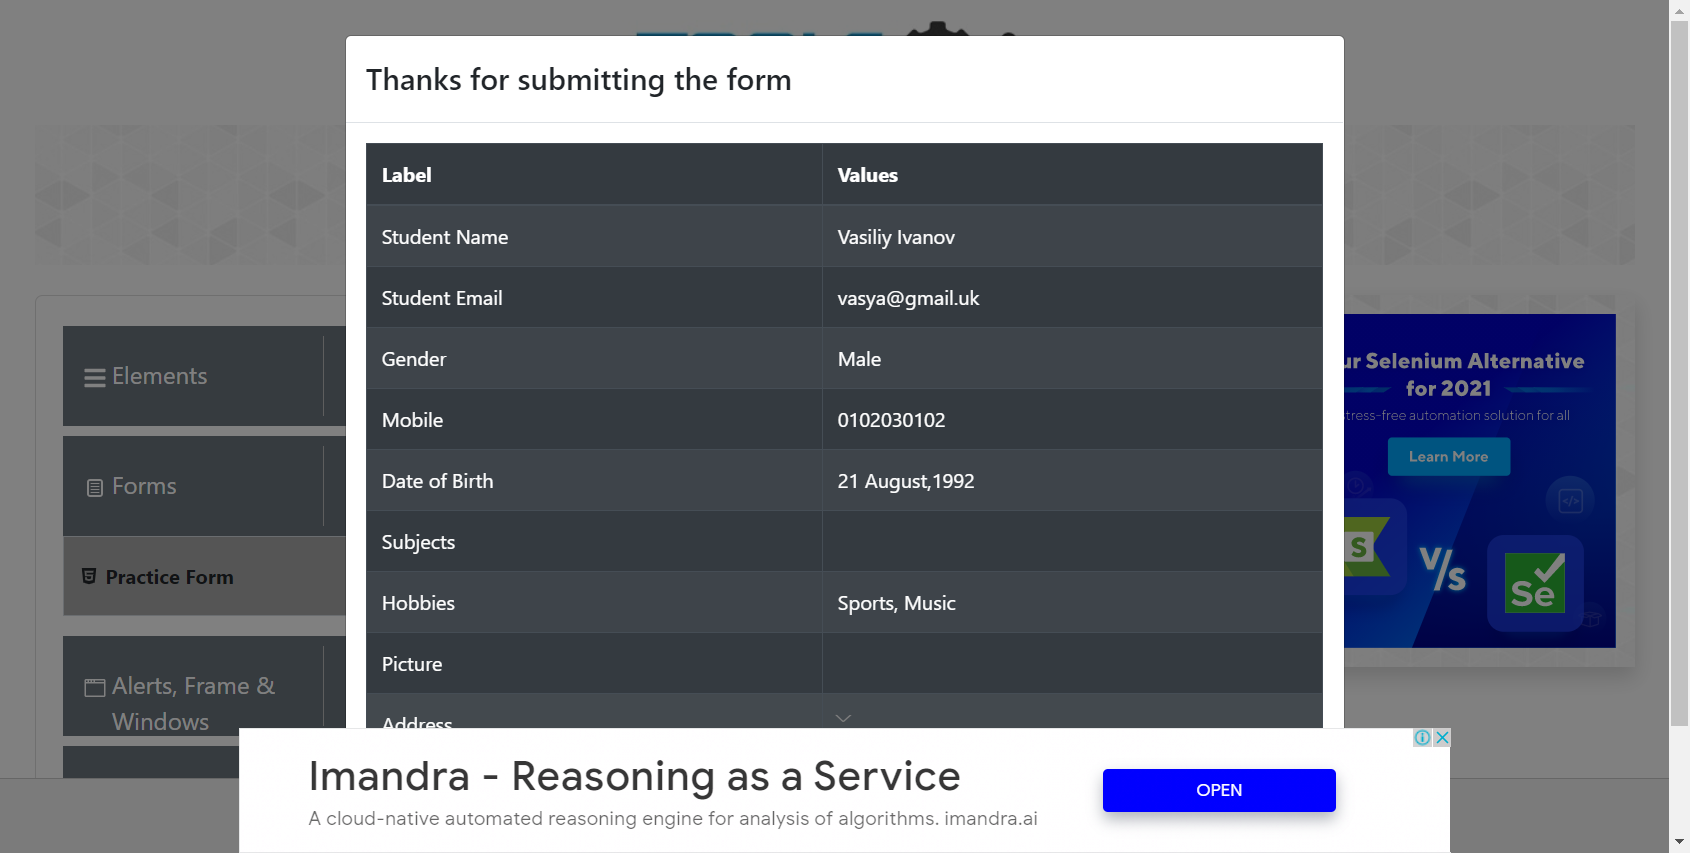 Thanks for submitting the form
Label Values
Student Name Vasiliy Ivanov
Student Email vasya@gmail.uk
Gender Male
Mobile 0102030102
Date of Birth 21 August,1992
Subjects
Hobbies Sports, Music
Picture
Address
Elements
Forms
Practice Form
Alerts, Frame &
Windows
Selenium Alternative
for 2021
automation solution for all
Learn More
S
V/S
Se
Imandra - Reasoning as a Service
A cloud-native automated reasoning engine for analysis of algorithms. imandra.ai
OPEN